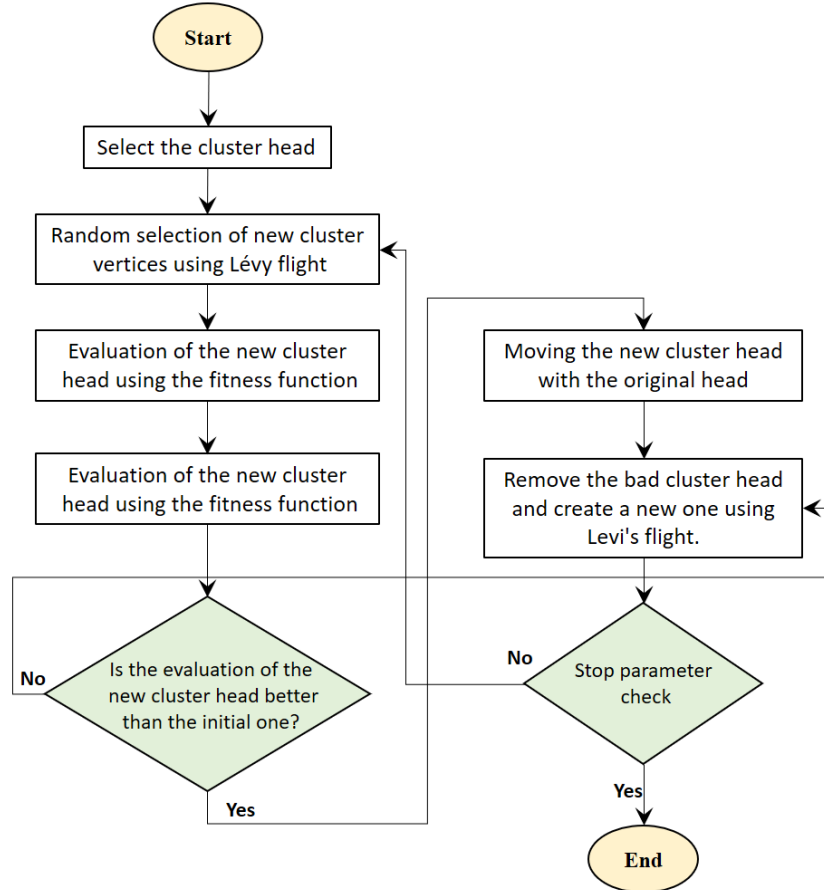 Start
Select the cluster head
Random selection of new cluster
vertices using Lévy flight
Evaluation of the new cluster
head using the fitness function
Evaluation of the new cluster
head using the fitness function
Is the evaluation of the
new cluster head better
than the initial one?
No
Yes
Moving the new cluster head
with the original head
Remove the bad cluster head
and create a new one using
Levi's flight.
Stop parameter
check
No
Yes
End